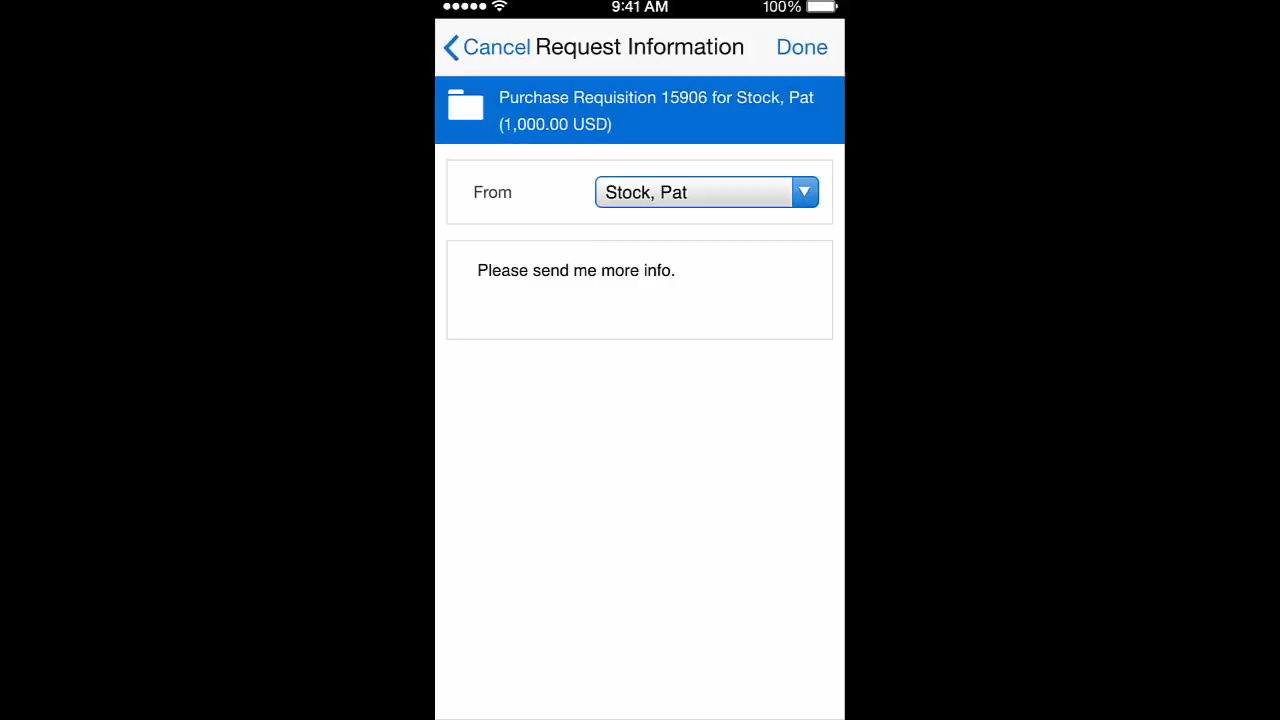 9:41 AM
100%
Cancel Request Information Done
Purchase Requisition 15906 for Stock, Pat
(1,000.00 USD)
From Stock, Pat
Please send me more info.